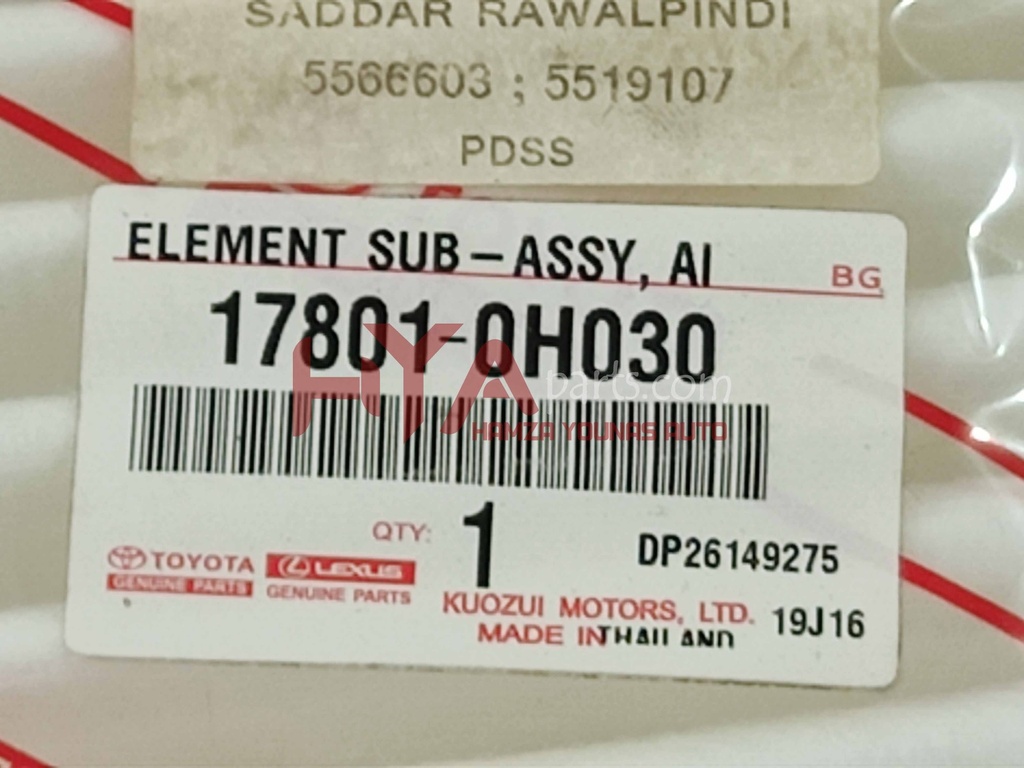 SADDAR RAWALPINDI
5566603 ; 5519107
PDSS
ELEMENT SUB-ASSY, AI
BG
17801-0H030
HYA parts.com
HAMZA YOUNAS AUTO
QTY: 1
DP26149275
TOYOTA
GENUINE PARTS
LEXUS
GENUINE PARTS
KUOZUI MOTORS, LTD. 19J16
MADE IN THAILAND